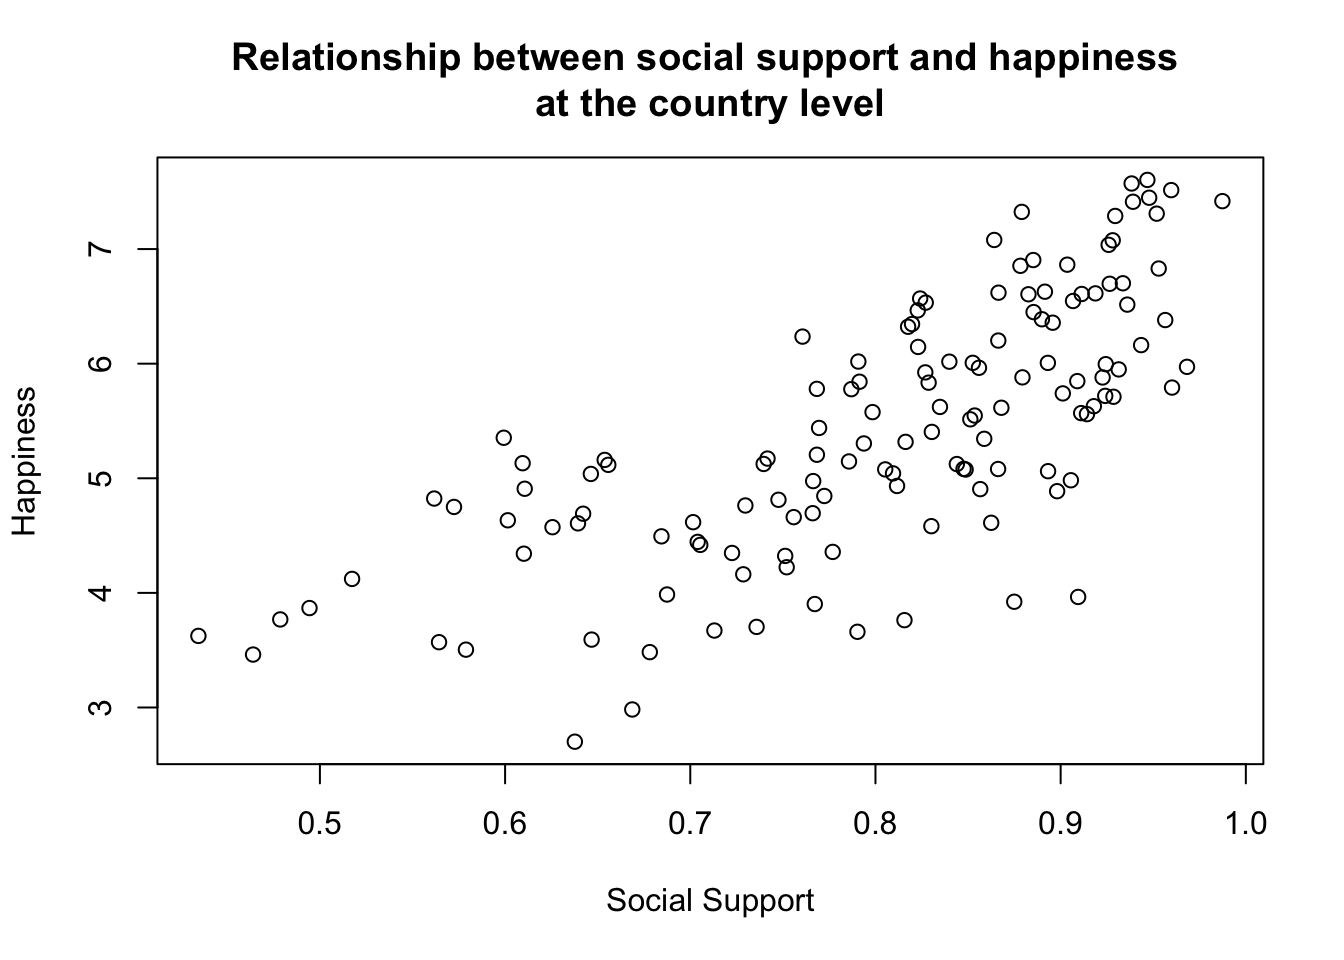 Relationship between social support and happiness
at the country level
Happiness
7
6
5
4
3
0.5 0.6 0.7 0.8 0.9 1.0
Social Support